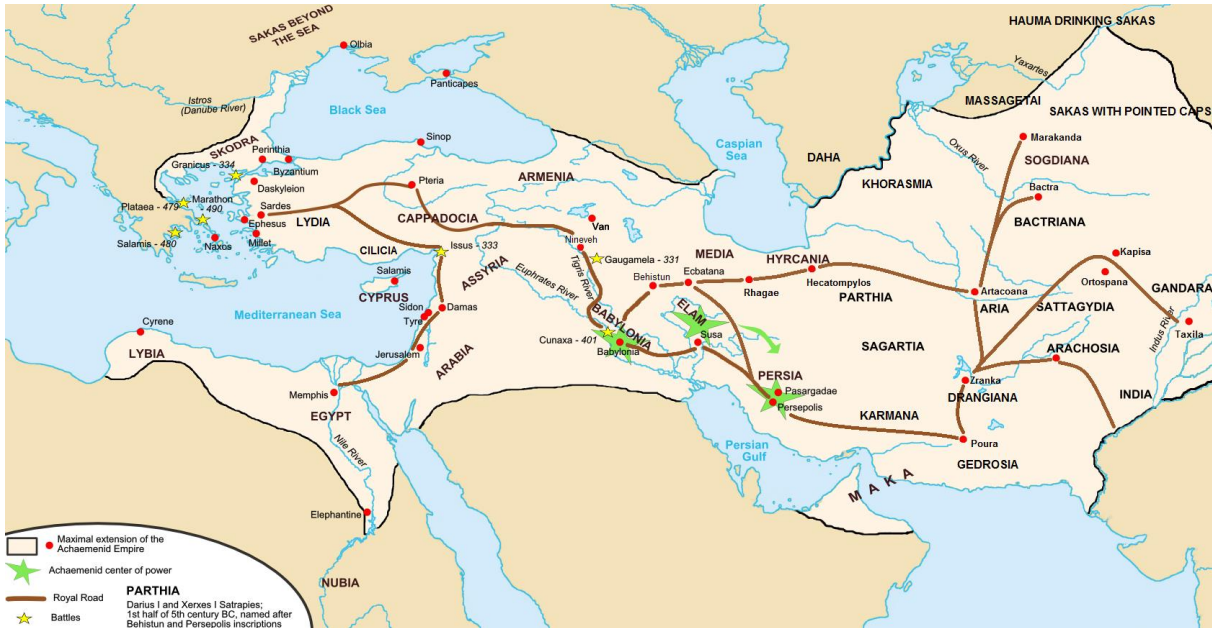 HAUMA DRINKING SAKAS
SAKAS BEYOND
THE SEA
Olbia
Yaxartes
Panticapes
Istros
(Danube River)
MASSAGETAI
SAKAS WITH POINTED CAPS
Black Sea
Caspian
Sea
Oxus River
Marakanda
SKODRA
Sinop
DAHA
SOGDIANA
Perinthia
Granicus - 334
Byzantium
ARMENIA
KHORASMIA
Bactra
Daskyleion
Pteria
Marathon
- 490
Plataea - 479
Sardes
LYDIA
CAPPADOCIA
BACTRIANA
Ephesus
Van
Salamis - 480
Naxos
Millet
Nineveh
CILICIA
Issus - 333
Gaugamela - 331
MEDIA
HYRCANIA
Kapisa
ASSYRIA
Tigris River
Behistun
Ecbatana
Ortospana
Salamis
Euphrates River
Rhagae
Hecatompylos
GANDARA
CYPRUS
PARTHIA
Artacoana
SATTAGYDIA
Sidon
Damas
ARIA
Mediterranean Sea
Tyre
BABYLONIA
ELAM
Indus River
Taxila
Cyrene
Cunaxa - 401
Susa
LYBIA
Jerusalem
Babylonia
SAGARTIA
ARACHOSIA
ARABIA
PERSIA
Zranka
Memphis
Pasargadae
DRANGIANA
INDIA
Persepolis
EGYPT
KARMANA
Persian
Gulf
Poura
Nile River
GEDROSIA
MAKA
Elephantine
NUBIA
Maximal extension of the
Achaemenid Empire
Achaemenid center of power
Royal Road
Battles
PARTHIA
Darius I and Xerxes I Satrapies;
1st half of 5th century BC, named after
Behistun and Persepolis inscriptions